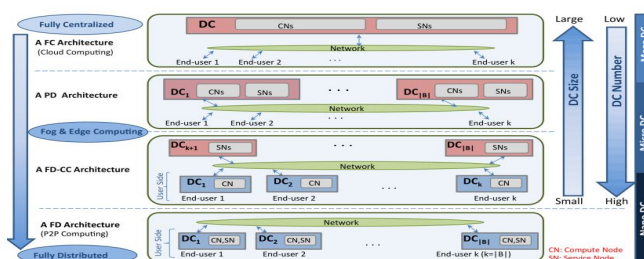 Fully Centralized
A FC Architecture
(Cloud Computing)
DC
CNs
SNs
Network
End-user 1
End-user 2
. . .
End-user k
A PD Architecture
DC1
CNs
SNs
. . .
DC|B|
CNs
SNs
Network
End-user 1
End-user 2
. . .
End-user k
Fog & Edge Computing
A FD-CC Architecture
DCk+1
SNs
. . .
DC|B|
SNs
Network
User Side
DC1
CN
DC2
CN
. . .
DCk
CN
End-user 1
End-user 2
End-user k
A FD Architecture
(P2P Computing)
Network
User Side
DC1
CN,SN
DC2
CN,SN
. . .
DC|B|
CN,SN
End-user 1
End-user 2
End-user k (k=|B|)
Fully Distributed
Large
DC Size
Small
Low
DC Number
High
Micro DC
Nano DC
CN: Compute Node
SN: Service Node